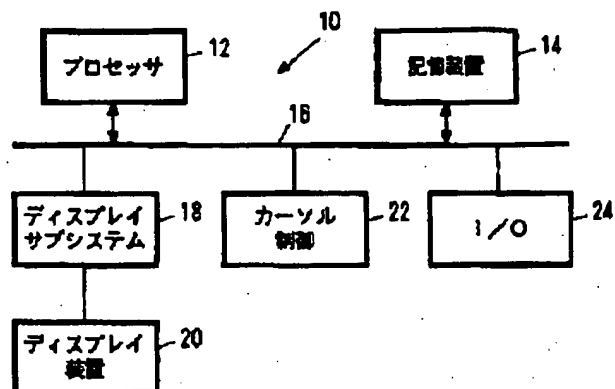 10
プロセッサ 12
記憶装置 14
16
ディスプレイ
サブシステム 18
カーソル
制御 22
I/O 24
ディスプレイ
装置 20